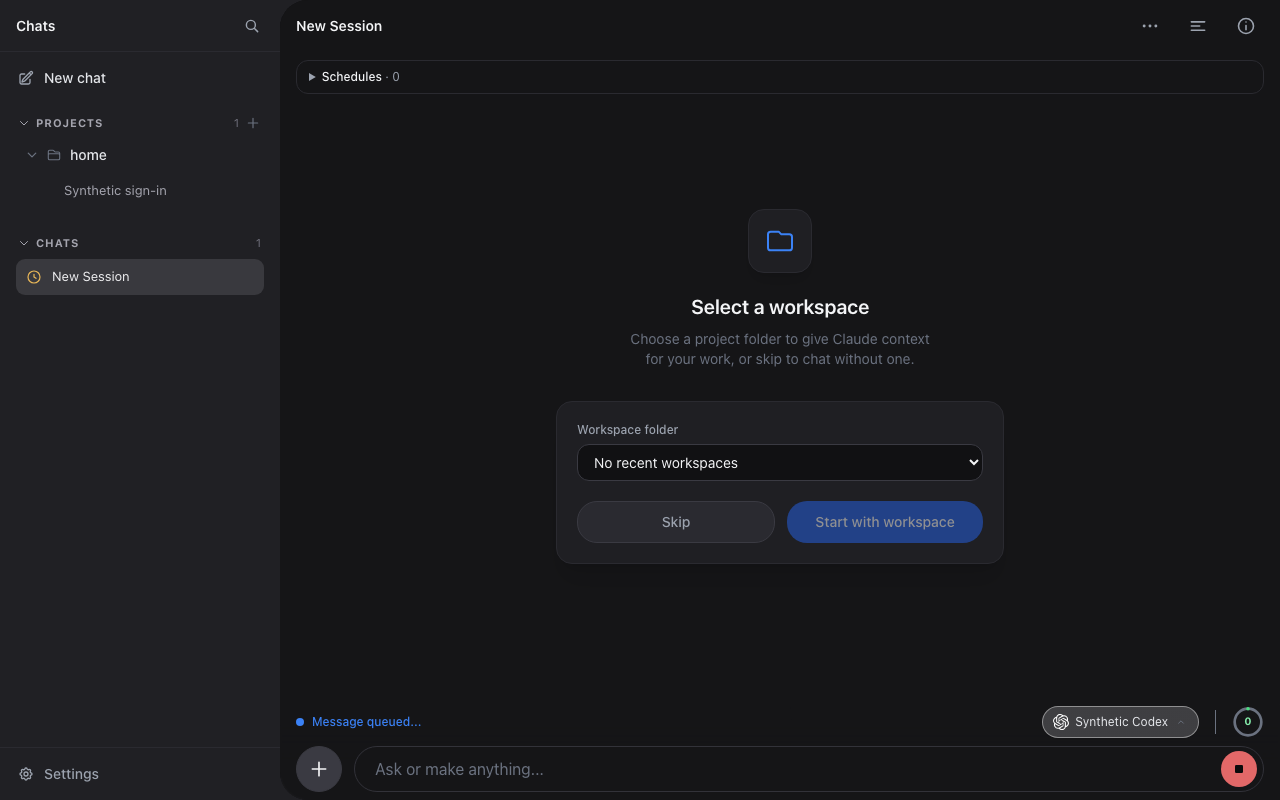 Chats
New chat
PROJECTS 1
home
Synthetic sign-in
CHATS 1
New Session
Settings
New Session
Schedules · 0
Select a workspace
Choose a project folder to give Claude context
for your work, or skip to chat without one.
Workspace folder
No recent workspaces
Skip
Start with workspace
Message queued...
Synthetic Codex
0
Ask or make anything...